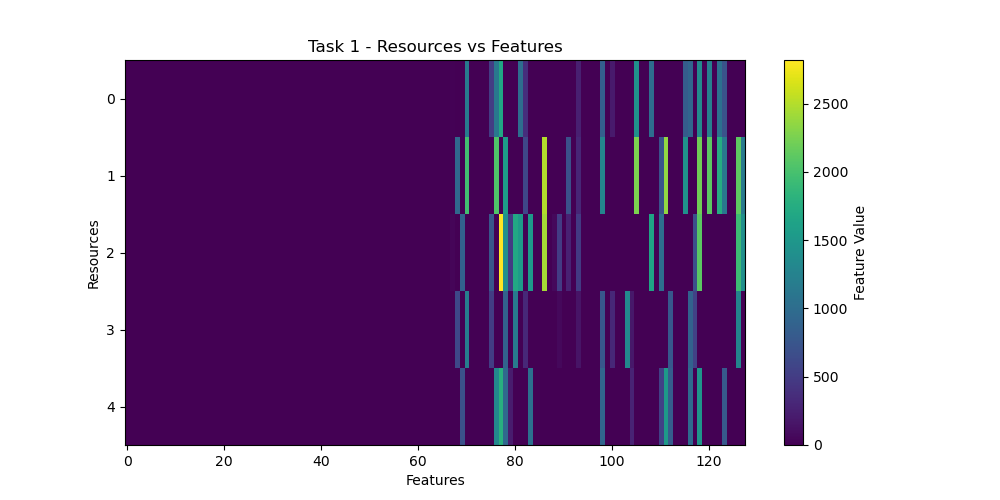 Task 1 - Resources vs Features
0
1
2
3
4
Resources
0 20 40 60 80 100 120
Features
2500
2000
1500
1000
500
0
Feature Value